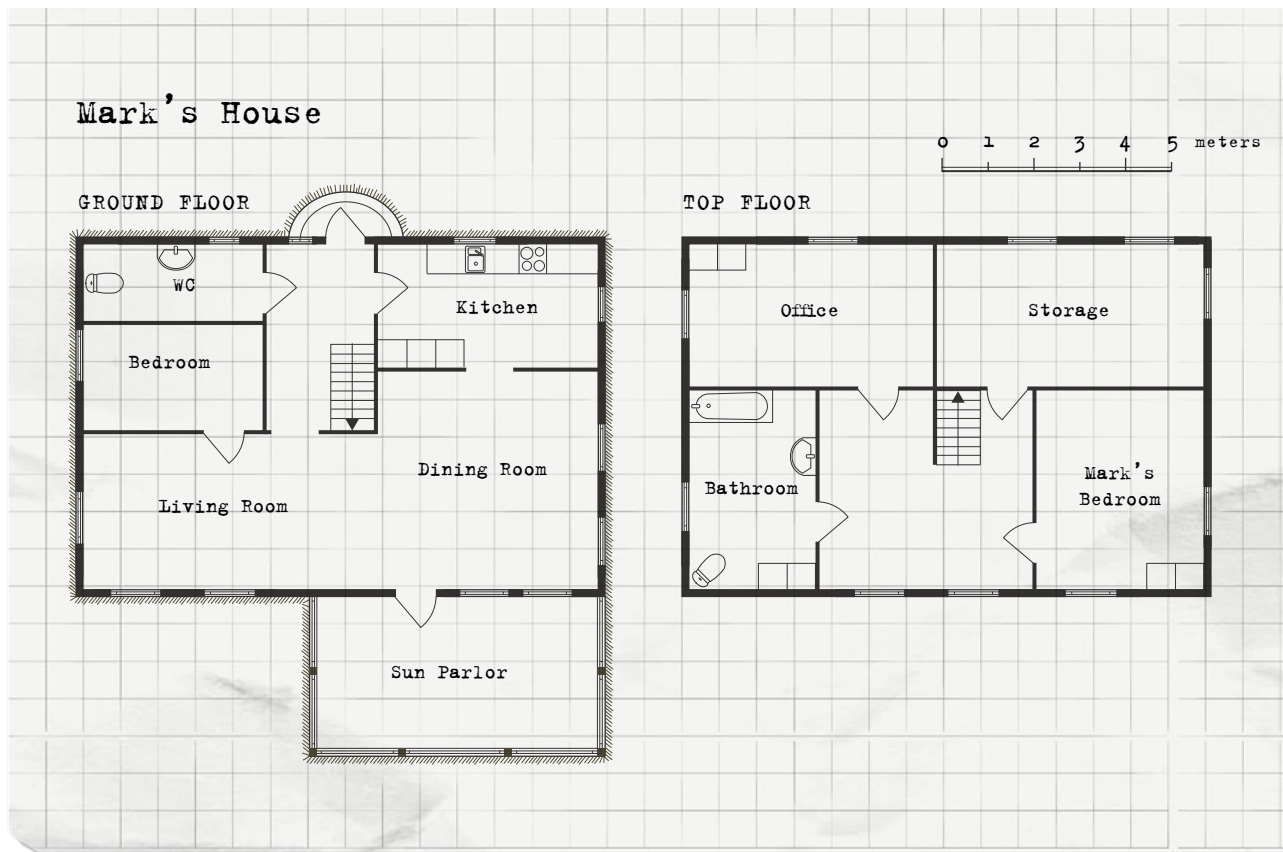 Mark's House
0 1 2 3 4 5 meters
GROUND FLOOR
TOP FLOOR
WC
Kitchen
Bedroom
Dining Room
Living Room
Sun Parlor
Office
Storage
Bathroom
Mark's
Bedroom